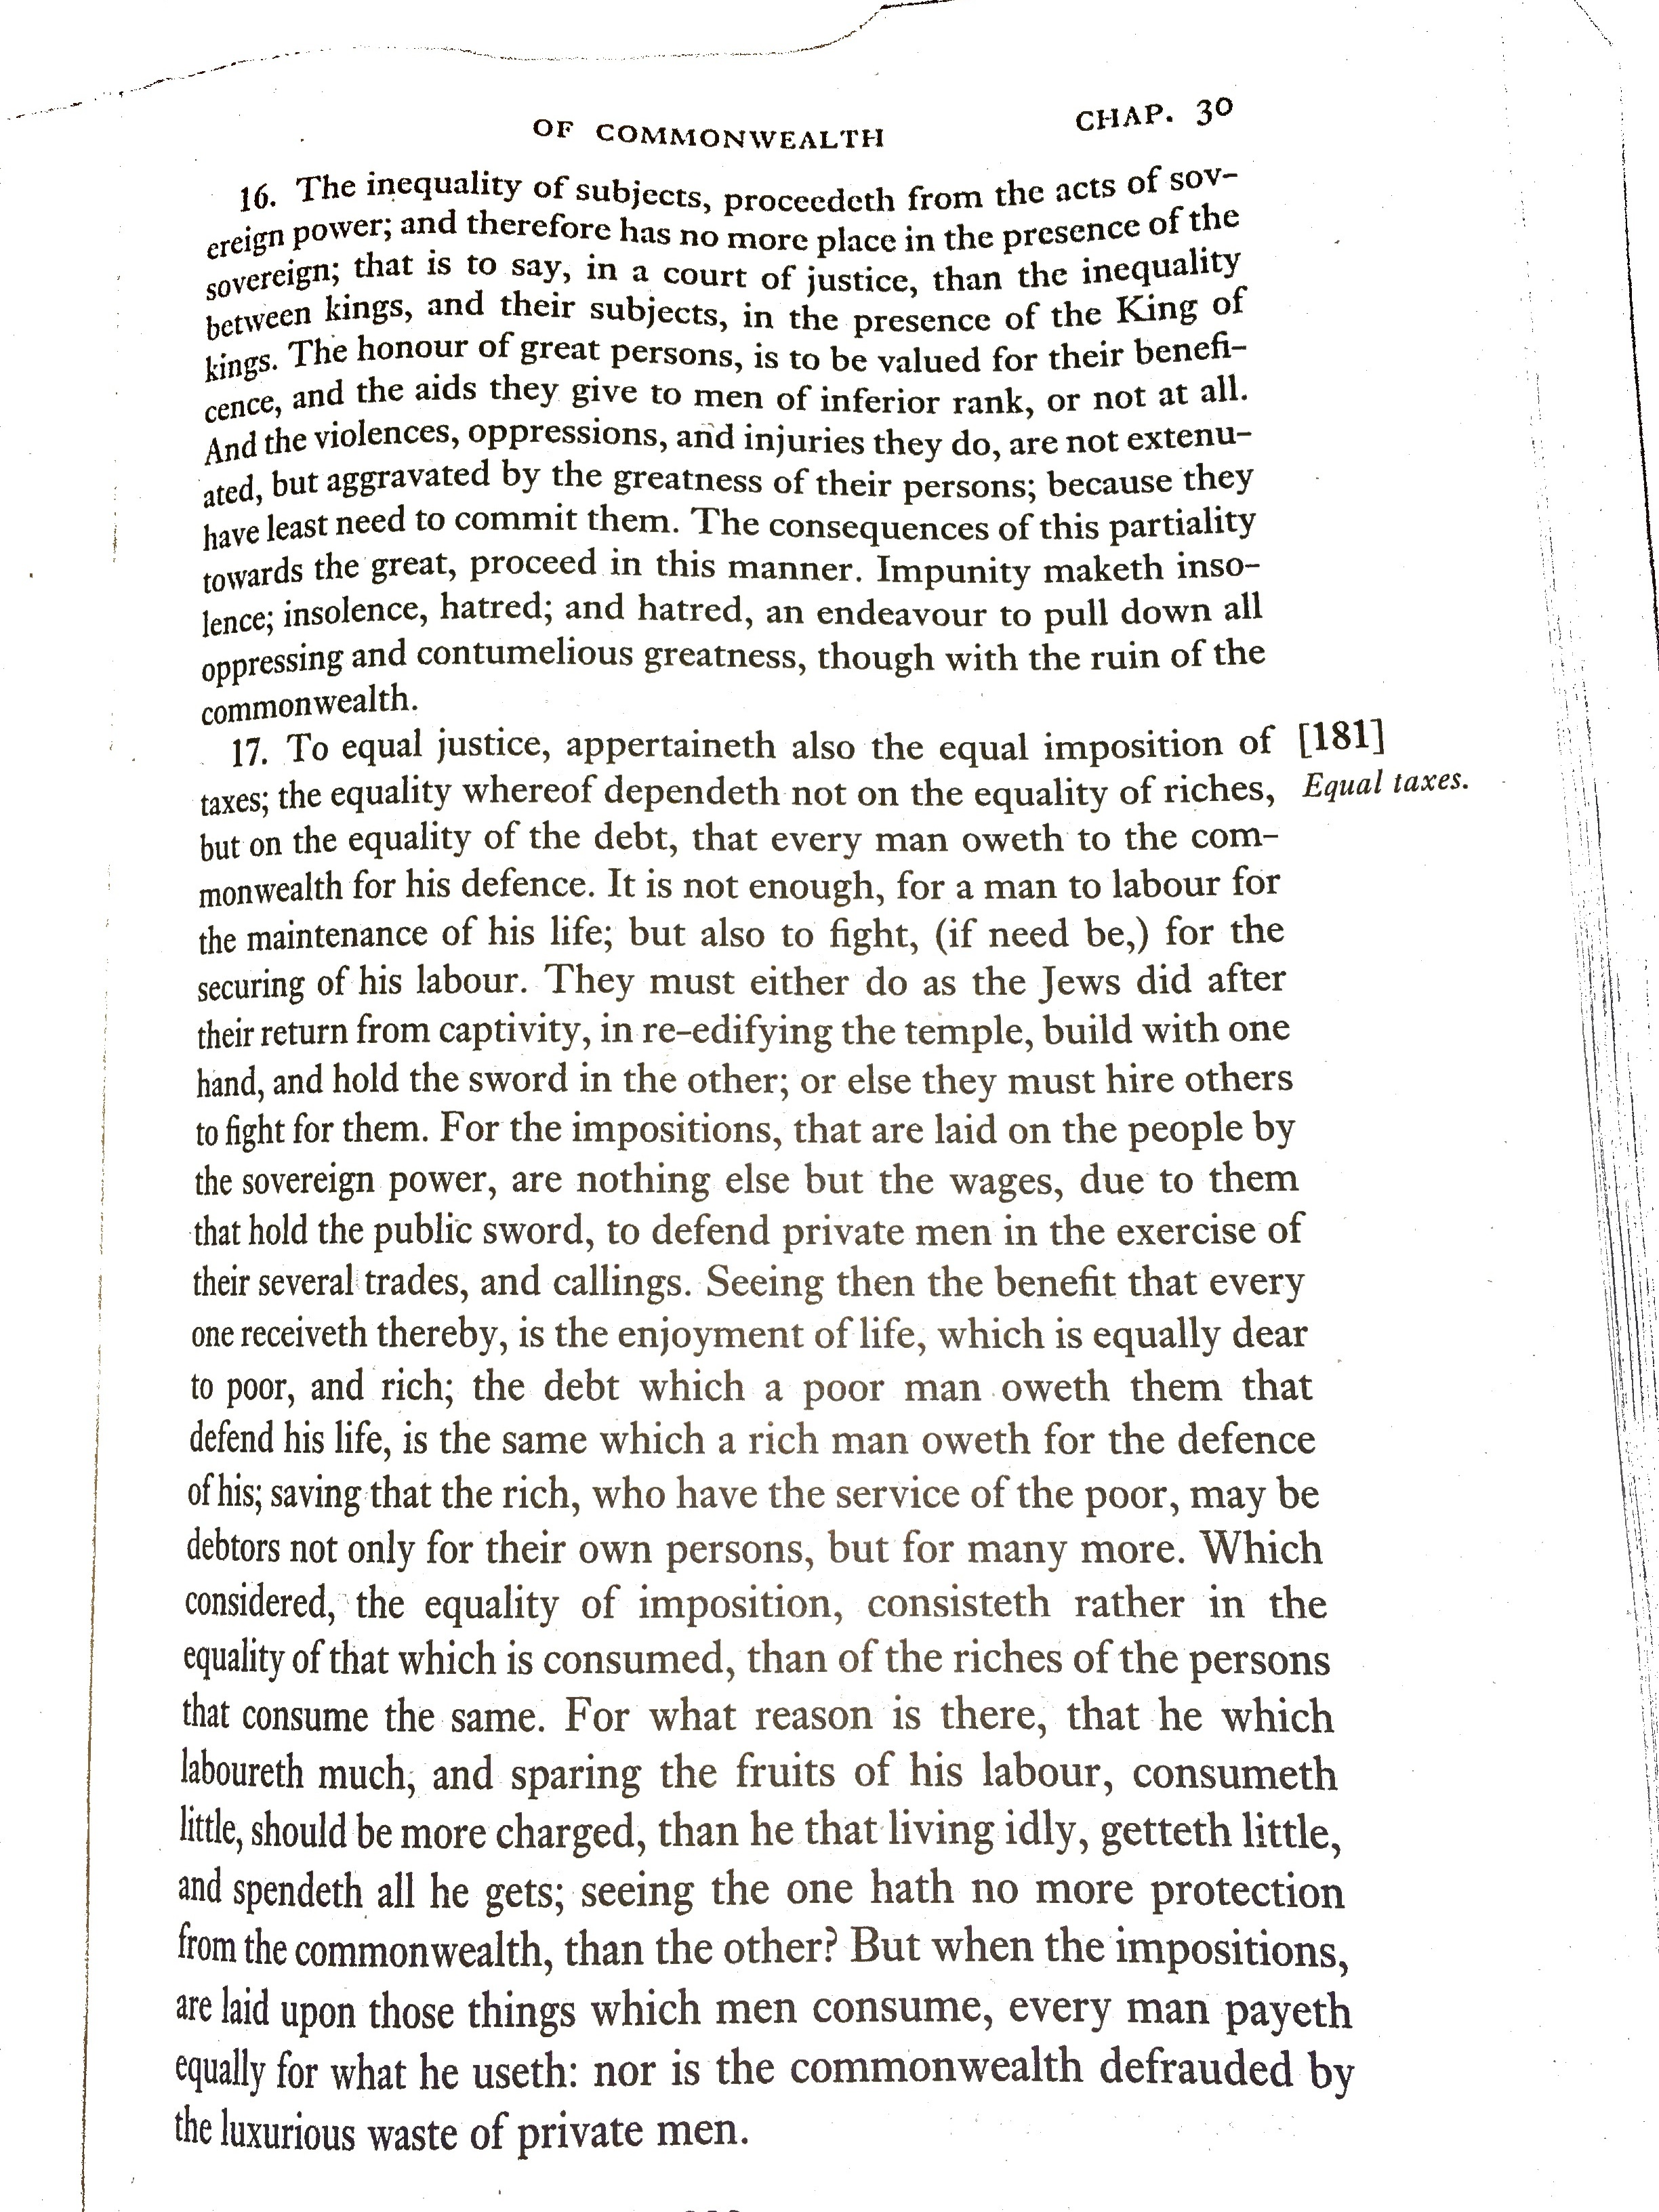 OF COMMONWEALTH CHAP. 30
16. The inequality of subjects, proceedeth from the acts of sov-
ereign power; and therefore has no more place in the presence of the
sovereign; that is to say, in a court of justice, than the inequality
between kings, and their subjects, in the presence of the King of
kings. The honour of great persons, is to be valued for their benefi-
cence, and the aids they give to men of inferior rank, or not at all.
And the violences, oppressions, and injuries they do, are not extenu-
ated, but aggravated by the greatness of their persons; because they
have least need to commit them. The consequences of this partiality
towards the great, proceed in this manner. Impunity maketh inso-
lence; insolence, hatred; and hatred, an endeavour to pull down all
oppressing and contumelious greatness, though with the ruin of the
commonwealth.
17. To equal justice, appertaineth also the equal imposition of [181]
taxes; the equality whereof dependeth not on the equality of riches, Equal taxes.
but on the equality of the debt, that every man oweth to the com-
monwealth for his defence. It is not enough, for a man to labour for
the maintenance of his life; but also to fight, (if need be,) for the
securing of his labour. They must either do as the Jews did after
their return from captivity, in re-edifying the temple, build with one
hand, and hold the sword in the other; or else they must hire others
to fight for them. For the impositions, that are laid on the people by
the sovereign power, are nothing else but the wages, due to them
that hold the public sword, to defend private men in the exercise of
their several trades, and callings. Seeing then the benefit that every
one receiveth thereby, is the enjoyment of life, which is equally dear
to poor, and rich; the debt which a poor man oweth them that
defend his life, is the same which a rich man oweth for the defence
of his; saving that the rich, who have the service of the poor, may be
debtors not only for their own persons, but for many more. Which
considered, the equality of imposition, consisteth rather in the
equality of that which is consumed, than of the riches of the persons
that consume the same. For what reason is there, that he which
laboureth much, and sparing the fruits of his labour, consumeth
little, should be more charged, than he that living idly, getteth little,
and spendeth all he gets; seeing the one hath no more protection
from the commonwealth, than the other? But when the impositions,
are laid upon those things which men consume, every man payeth
equally for what he useth: nor is the commonwealth defrauded by
the luxurious waste of private men.